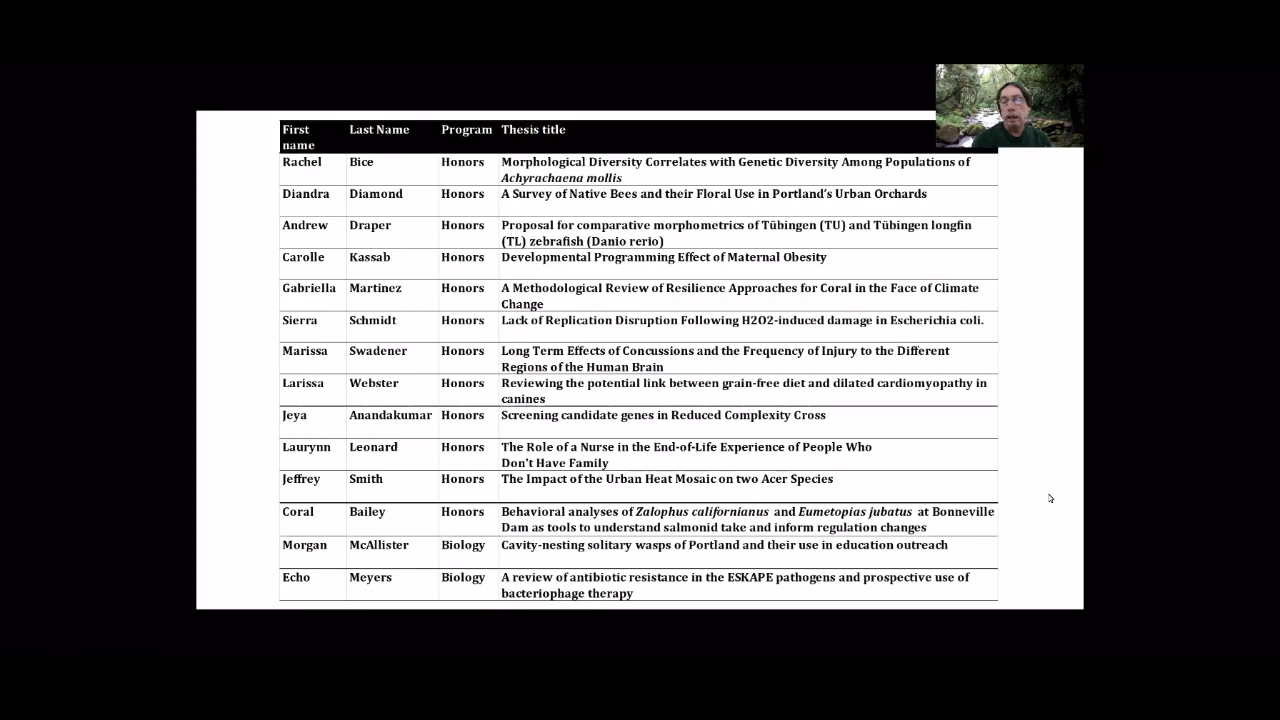 First name Last Name Program Thesis title
Rachel Bice Honors Morphological Diversity Correlates with Genetic Diversity Among Populations of
Achyrachaena mollis
Diandra Diamond Honors A Survey of Native Bees and their Floral Use in Portland's Urban Orchards
Andrew Draper Honors Proposal for comparative morphometrics of Tübingen (TU) and Tübingen longfin
(TL) zebrafish (Danio rerio)
Carolle Kassab Honors Developmental Programming Effect of Maternal Obesity
Gabriella Martinez Honors A Methodological Review of Resilience Approaches for Coral in the Face of Climate
Change
Sierra Schmidt Honors Lack of Replication Disruption Following H2O2-induced damage in Escherichia coli.
Marissa Swadener Honors Long Term Effects of Concussions and the Frequency of Injury to the Different
Regions of the Human Brain
Larissa Webster Honors Reviewing the potential link between grain-free diet and dilated cardiomyopathy in
canines
Jeya Anandakumar Honors Screening candidate genes in Reduced Complexity Cross
Laurynn Leonard Honors The Role of a Nurse in the End-of-Life Experience of People Who
Don't Have Family
Jeffrey Smith Honors The Impact of the Urban Heat Mosaic on two Acer Species
Coral Bailey Honors Behavioral analyses of Zalophus californianus and Eumetopias jubatus at Bonneville
Dam as tools to understand salmonid take and inform regulation changes
Morgan McAllister Biology Cavity-nesting solitary wasps of Portland and their use in education outreach
Echo Meyers Biology A review of antibiotic resistance in the ESKAPE pathogens and prospective use of
bacteriophage therapy